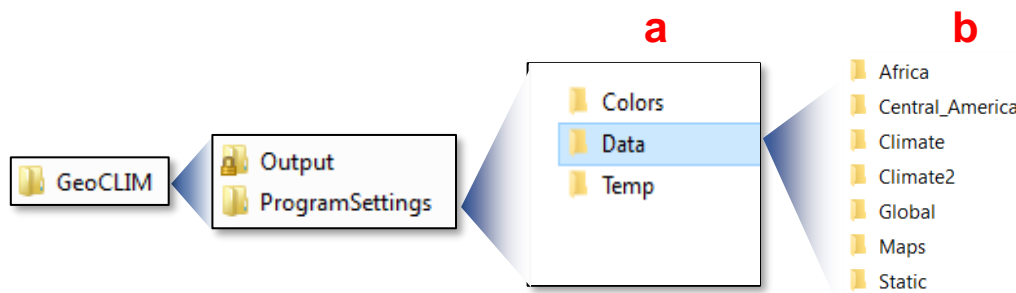 a
b
GeoCLIM
Output
ProgramSettings
Colors
Data
Temp
Africa
Central_America
Climate
Climate2
Global
Maps
Static